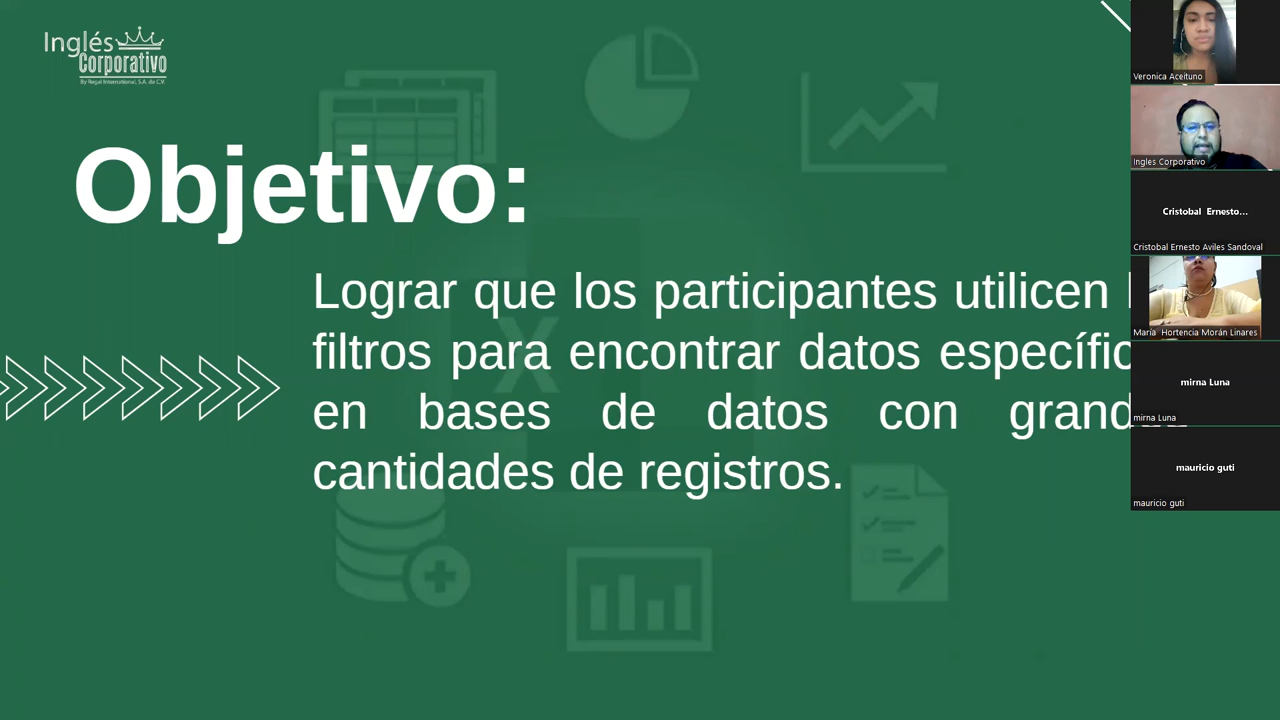 Inglés
Corporativo
By Regal International, S.A. de C.V.
Objetivo:
Lograr que los participantes utilicen
filtros para encontrar datos específic
en bases de datos con grand
cantidades de registros.
X
Veronica Aceituno
Ingles Corporativo
Cristobal Ernesto...
Cristobal Ernesto Aviles Sandoval
María Hortencia Morán Linares
mirna Luna
mirna Luna
mauricio guti
mauricio guti